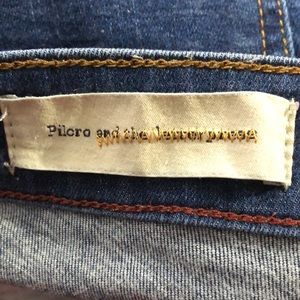 Pilcro and the letterpress